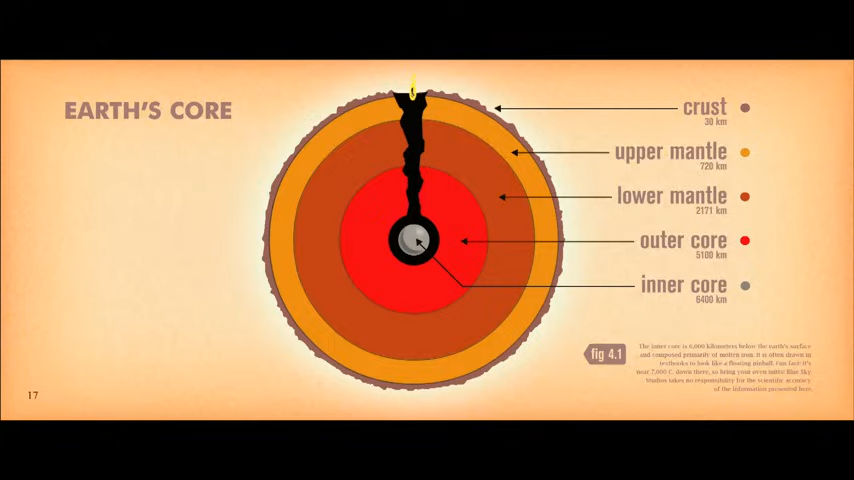 EARTH'S CORE
crust
30 km
upper mantle
720 km
lower mantle
2171 km
outer core
5100 km
inner core
6400 km
fig 4.1
The inner core is 6,000 kilometers below the earth's surface
and composed primarily of molten iron. It is often drawn in
textbooks to look like a floating pinball. Fun fact: it's
near 7,000 C. down there, so bring your oven mitts! Blue Sky
Studios takes no responsibility for the scientific accuracy
of the information presented here.
17